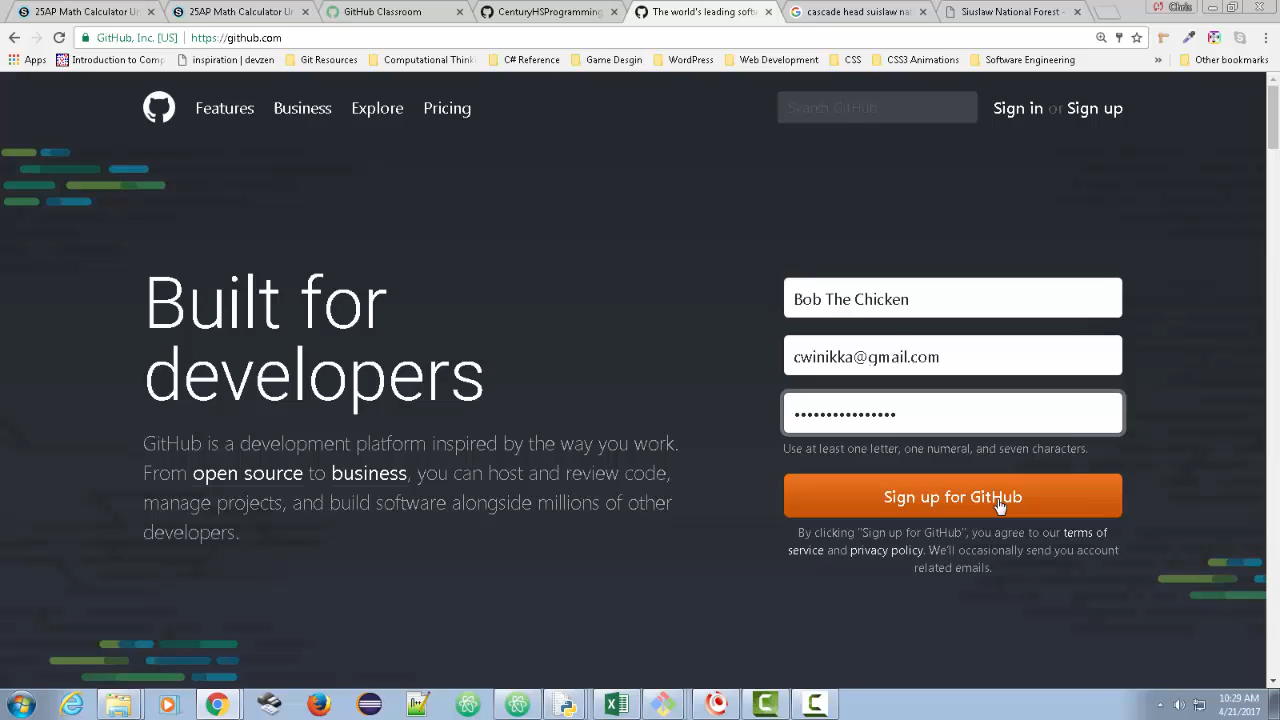 25AP Math Calculator Un
25AP Math Calculator Ur
GitHub Classroom
CenturyHSProgramming
The world's leading softw
cascade head suislaw nat
Siuslaw National Forest -
Chris
GitHub, Inc. [US]
https://github.com
Apps
Introduction to Comp
inspiration | devzen
Git Resources
Computational Think
C# Reference
Game Desgin
WordPress
Web Development
CSS
CSS3 Animations
Software Engineering
»
Other bookmarks
Features
Business
Explore
Pricing
Search GitHub
Sign in or Sign up
Built for
developers
GitHub is a development platform inspired by the way you work.
From open source to business, you can host and review code,
manage projects, and build software alongside millions of other
developers.
Bob The Chicken
cwinikka@gmail.com
••••••••••••••••
Use at least one letter, one numeral, and seven characters.
Sign up for GitHub
By clicking "Sign up for GitHub", you agree to our terms of
service and privacy policy. We'll occasionally send you account
related emails.
10:29 AM
4/21/2017